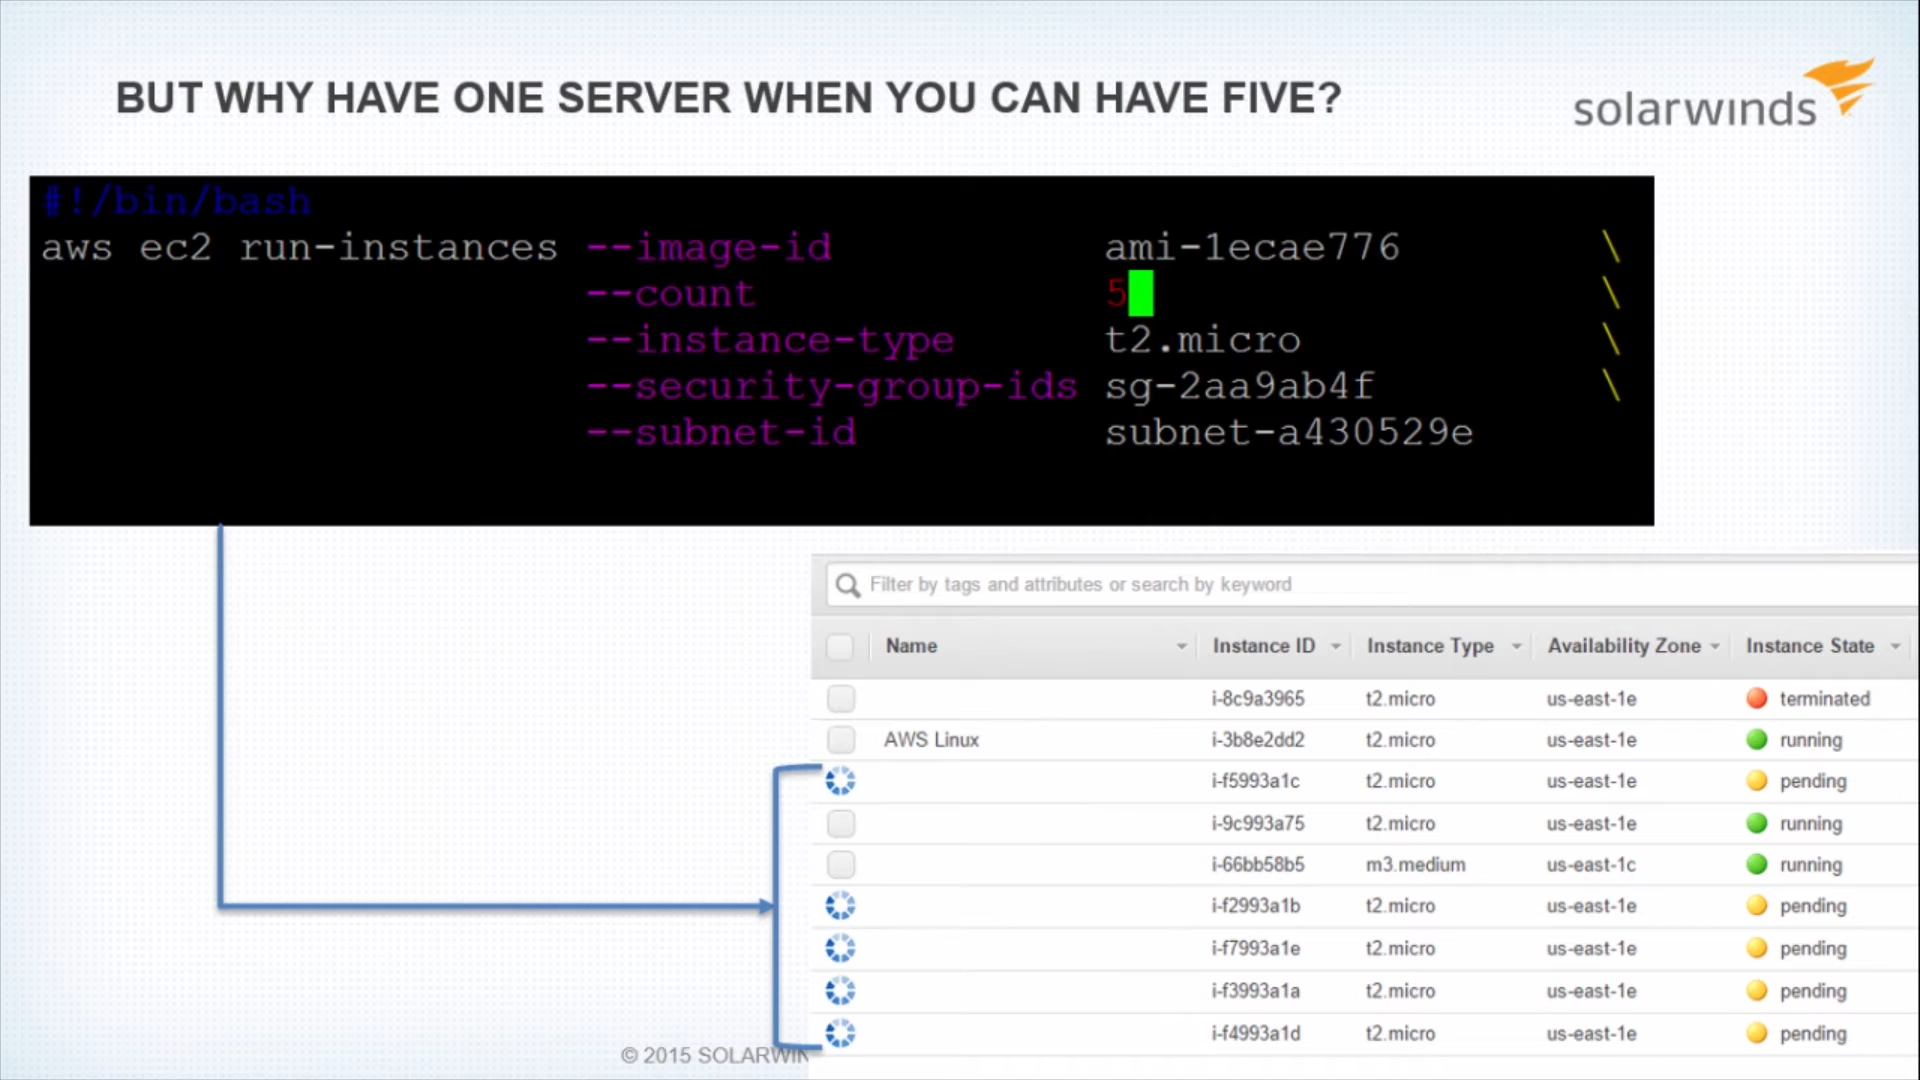 BUT WHY HAVE ONE SERVER WHEN YOU CAN HAVE FIVE?
solarwinds
#!/bin/bash
aws ec2 run-instances --image-id ami-1ecae776 \
--count 5 \
--instance-type t2.micro \
--security-group-ids sg-2aa9ab4f \
--subnet-id subnet-a430529e
Filter by tags and attributes or search by keyword
Name Instance ID Instance Type Availability Zone Instance State
i-8c9a3965 t2.micro us-east-1e terminated
AWS Linux i-3b8e2dd2 t2.micro us-east-1e running
i-f5993a1c t2.micro us-east-1e pending
i-9c993a75 t2.micro us-east-1e running
i-66bb58b5 m3.medium us-east-1c running
i-f2993a1b t2.micro us-east-1e pending
i-f7993a1e t2.micro us-east-1e pending
i-f3993a1a t2.micro us-east-1e pending
i-f4993a1d t2.micro us-east-1e pending
© 2015 SOLARWIN